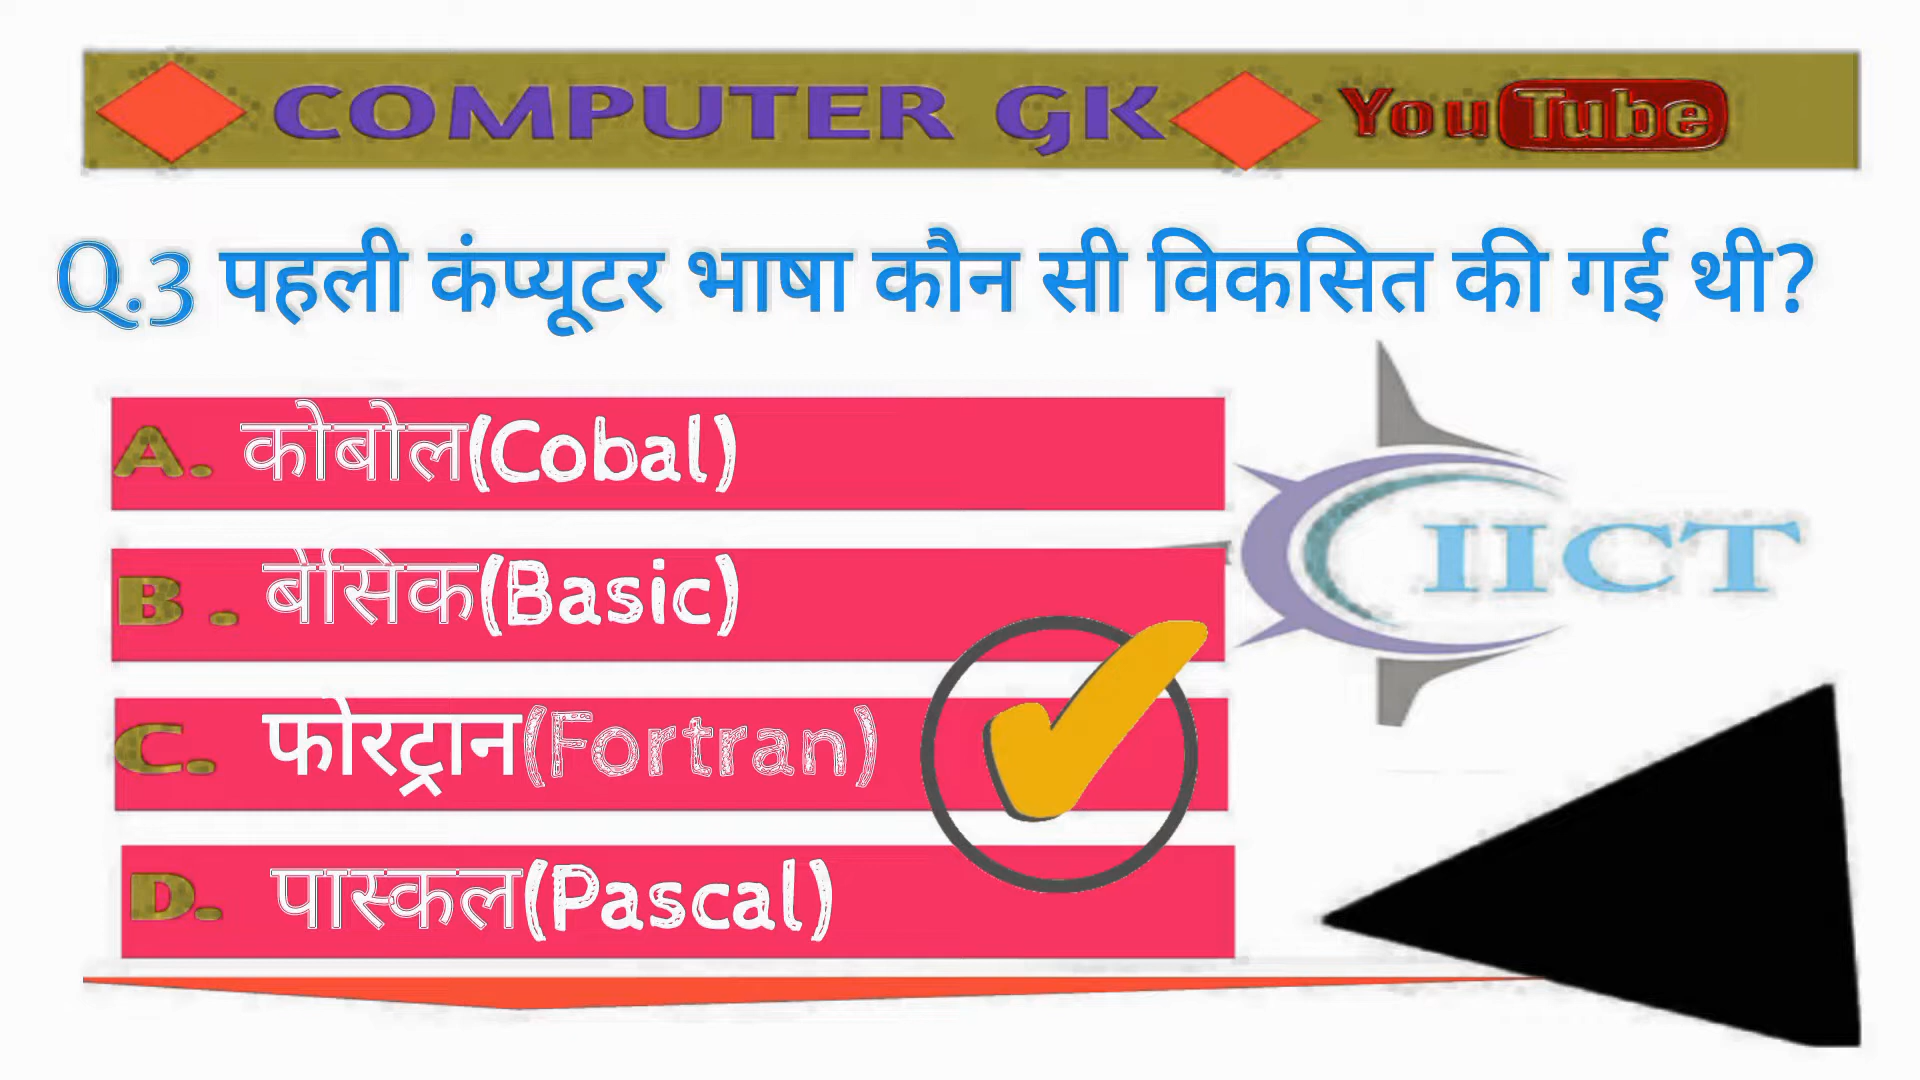 COMPUTER GK YouTube
Q.3 पहली कंप्यूटर भाषा कौन सी विकसित की गई थी?
A. कोबोल(Cobal)
B . बेसिक(Basic)
C. फोरट्रान(Fortran)
D. पास्कल(Pascal)
IICT